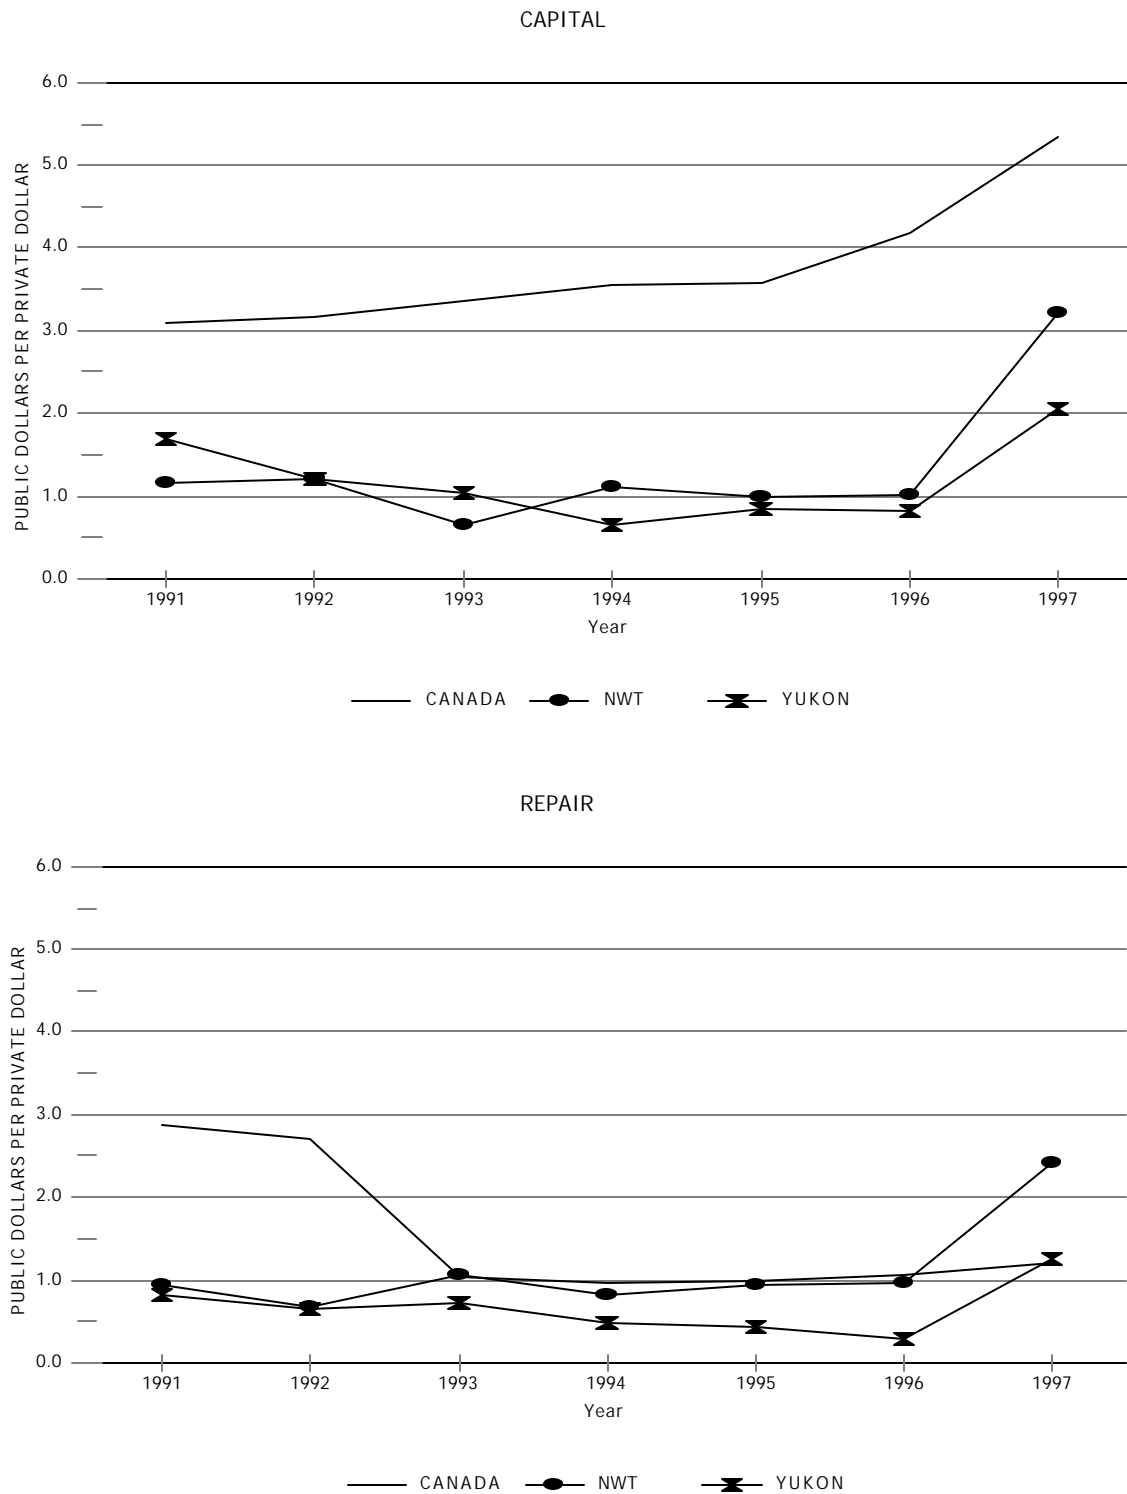 CAPITAL
6.0
5.0
4.0
3.0
2.0
1.0
0.0
PUBLIC DOLLARS PER PRIVATE DOLLAR
1991 1992 1993 1994 1995 1996 1997
Year
CANADA NWT YUKON
REPAIR
6.0
5.0
4.0
3.0
2.0
1.0
0.0
PUBLIC DOLLARS PER PRIVATE DOLLAR
1991 1992 1993 1994 1995 1996 1997
Year
CANADA NWT YUKON